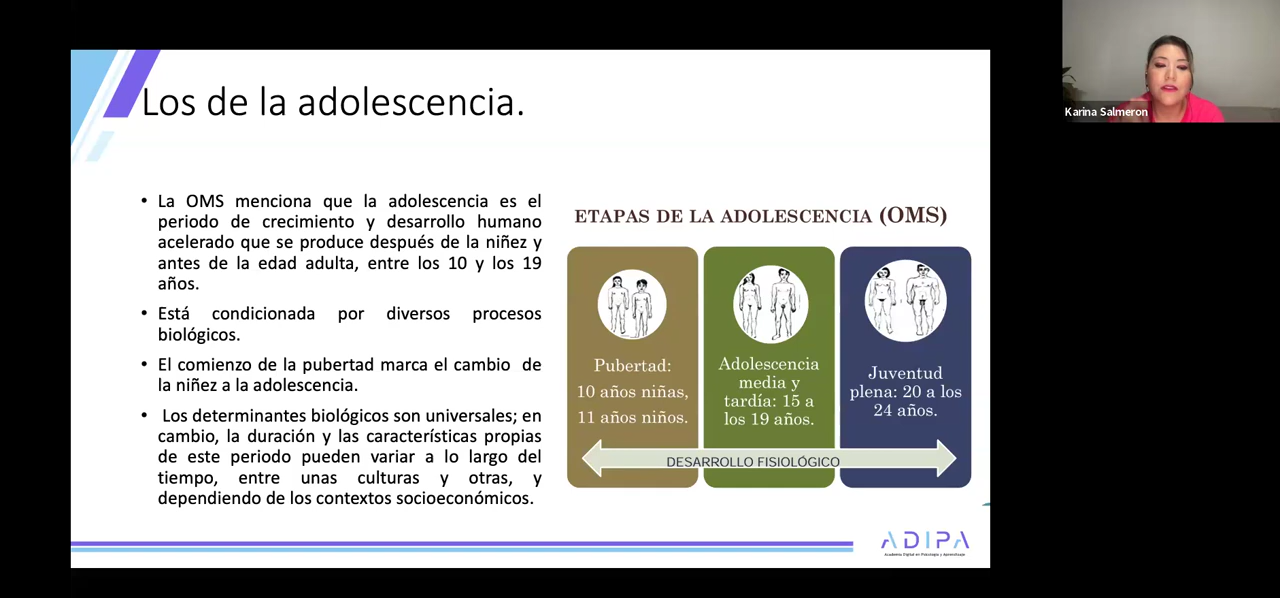 Los de la adolescencia.
• La OMS menciona que la adolescencia es el
periodo de crecimiento y desarrollo humano
acelerado que se produce después de la niñez y
antes de la edad adulta, entre los 10 y los 19
años.
• Está condicionada por diversos procesos
biológicos.
• El comienzo de la pubertad marca el cambio de
la niñez a la adolescencia.
• Los determinantes biológicos son universales; en
cambio, la duración y las características propias
de este periodo pueden variar a lo largo del
tiempo, entre unas culturas y otras, y
dependiendo de los contextos socioeconómicos.
ETAPAS DE LA ADOLESCENCIA (OMS)
Pubertad:
10 años niñas,
11 años niños.
Adolescencia
media y
tardía: 15 a
los 19 años.
Juventud
plena: 20 a los
24 años.
DESARROLLO FISIOLÓGICO
ADIPA
Academia Digital en Psicología y Aprendizaje
Karina Salmeron